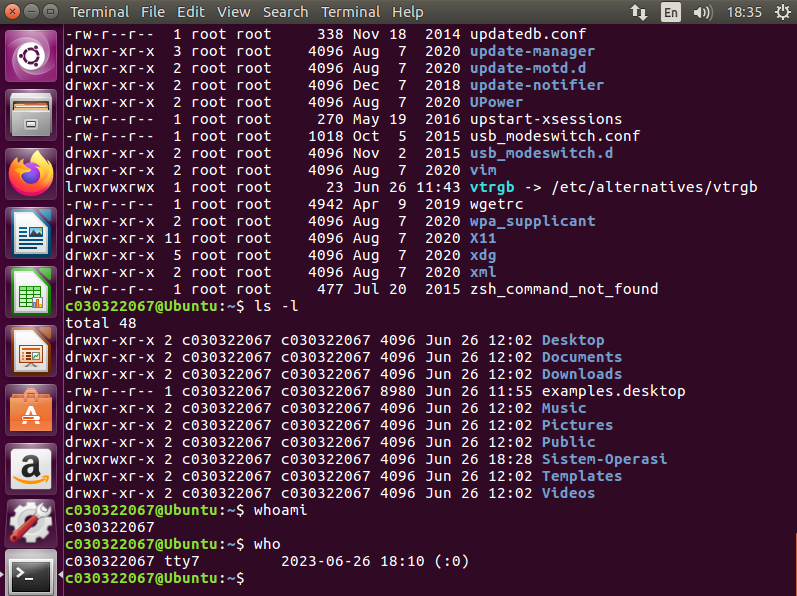 Terminal File Edit View Search Terminal Help En 18:35
-rw-r--r-- 1 root root 338 Nov 18 2014 updatedb.conf
drwxr-xr-x 3 root root 4096 Aug 7 2020 update-manager
drwxr-xr-x 2 root root 4096 Aug 7 2020 update-motd.d
drwxr-xr-x 2 root root 4096 Dec 7 2018 update-notifier
drwxr-xr-x 2 root root 4096 Aug 7 2020 UPower
-rw-r--r-- 1 root root 270 May 19 2016 upstart-xsessions
-rw-r--r-- 1 root root 1018 Oct 5 2015 usb_modeswitch.conf
drwxr-xr-x 2 root root 4096 Nov 2 2015 usb_modeswitch.d
drwxr-xr-x 2 root root 4096 Aug 7 2020 vim
lrwxrwxrwx 1 root root 23 Jun 26 11:43 vtrgb -> /etc/alternatives/vtrgb
-rw-r--r-- 1 root root 4942 Apr 9 2019 wgetrc
drwxr-xr-x 2 root root 4096 Aug 7 2020 wpa_supplicant
drwxr-xr-x 11 root root 4096 Aug 7 2020 X11
drwxr-xr-x 5 root root 4096 Aug 7 2020 xdg
drwxr-xr-x 2 root root 4096 Aug 7 2020 xml
-rw-r--r-- 1 root root 477 Jul 20 2015 zsh_command_not_found
c030322067@Ubuntu:~$ ls -l
total 48
drwxr-xr-x 2 c030322067 c030322067 4096 Jun 26 12:02 Desktop
drwxr-xr-x 2 c030322067 c030322067 4096 Jun 26 12:02 Documents
drwxr-xr-x 2 c030322067 c030322067 4096 Jun 26 12:02 Downloads
-rw-r--r-- 1 c030322067 c030322067 8980 Jun 26 11:55 examples.desktop
drwxr-xr-x 2 c030322067 c030322067 4096 Jun 26 12:02 Music
drwxr-xr-x 2 c030322067 c030322067 4096 Jun 26 12:02 Pictures
drwxr-xr-x 2 c030322067 c030322067 4096 Jun 26 12:02 Public
drwxrwxr-x 2 c030322067 c030322067 4096 Jun 26 18:28 Sistem-Operasi
drwxr-xr-x 2 c030322067 c030322067 4096 Jun 26 12:02 Templates
drwxr-xr-x 2 c030322067 c030322067 4096 Jun 26 12:02 Videos
c030322067@Ubuntu:~$ whoami
c030322067
c030322067@Ubuntu:~$ who
c030322067 tty7 2023-06-26 18:10 (:0)
c030322067@Ubuntu:~$